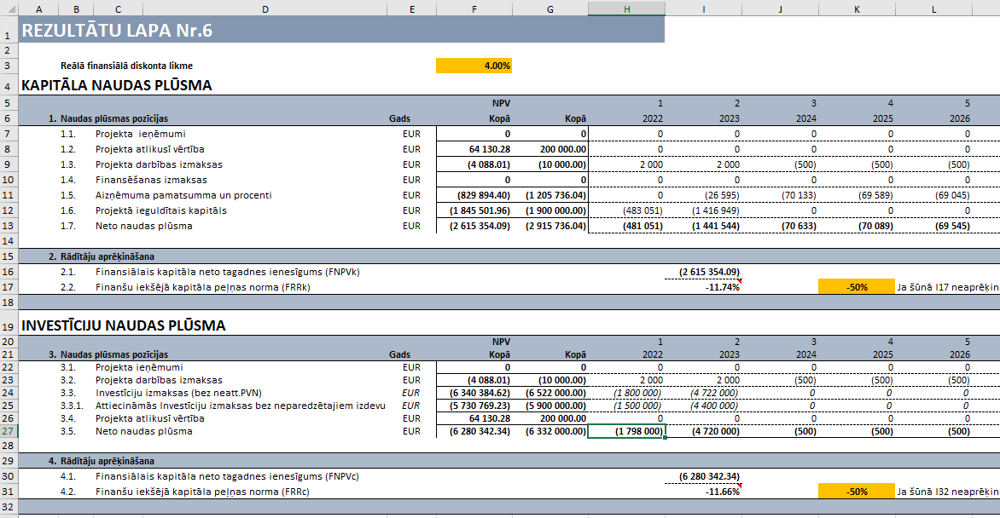 A B C D E F G H I J K L
1 REZULTĀTU LAPA Nr.6
2
3 Reālā finansiālā diskonta likme 4.00%
4 KAPITĀLA NAUDAS PLŪSMA
5 NPV 1 2 3 4 5
6 1. Naudas plūsmas pozīcijas Gads Kopā Kopā 2022 2023 2024 2025 2026
7 1.1. Projekta ieņēmumi EUR 0 0 0 0 0 0 0
8 1.2. Projekta atlikusī vērtība EUR 64 130.28 200 000.00 0 0 0 0 0
9 1.3. Projekta darbības izmaksas EUR (4 088.01) (10 000.00) 2 000 2 000 (500) (500) (500)
10 1.4. Finansēšanas izmaksas EUR 0 0 0 0 0 0 0
11 1.5. Aizņēmuma pamatsumma un procenti EUR (829 894.40) (1 205 736.04) 0 (26 595) (70 133) (69 589) (69 045)
12 1.6. Projektā ieguldītais kapitāls EUR (1 845 501.96) (1 900 000.00) (483 051) (1 416 949) 0 0 0
13 1.7. Neto naudas plūsma EUR (2 615 354.09) (2 915 736.04) (481 051) (1 441 544) (70 633) (70 089) (69 545)
14
15 2. Rādītāju aprēķināšana
16 2.1. Finansiālais kapitāla neto tagadnes ienesīgums (FNPVk) (2 615 354.09)
17 2.2. Finanšu iekšējā kapitāla peļņas norma (FRRk) -11.74% -50% Ja šūnā I17 neaprēķin
18
19 INVESTĪCIJU NAUDAS PLŪSMA
20 NPV 1 2 3 4 5
21 3. Naudas plūsmas pozīcijas Gads Kopā Kopā 2022 2023 2024 2025 2026
22 3.1. Projekta ieņēmumi EUR 0 0 0 0 0 0 0
23 3.2. Projekta darbības izmaksas EUR (4 088.01) (10 000.00) 2 000 2 000 (500) (500) (500)
24 3.3. Investīciju izmaksas (bez neatt.PVN) EUR (6 340 384.62) (6 522 000.00) (1 800 000) (4 722 000) 0 0 0
25 3.3.1. Attiecināmās Investīciju izmaksas bez neparedzētajiem izdevu EUR (5 730 769.23) (5 900 000.00) (1 500 000) (4 400 000) 0 0 0
26 3.4. Projekta atlikusī vērtība EUR 64 130.28 200 000.00 0 0 0 0 0
27 3.5. Neto naudas plūsma EUR (6 280 342.34) (6 332 000.00) (1 798 000) (4 720 000) (500) (500) (500)
28
29 4. Rādītāju aprēķināšana
30 4.1. Finansiālais kapitāla neto tagadnes ienesīgums (FNPVc) (6 280 342.34)
31 4.2. Finanšu iekšējā kapitāla peļņas norma (FRRc) -11.66% -50% Ja šūnā I32 neaprēķin
32